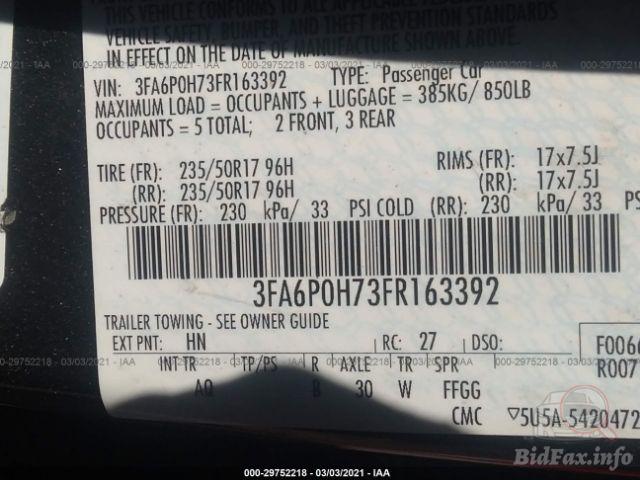 THIS VEHICLE CONFORMS TO ALL APPLICABLE FEDERAL MOTOR
VEHICLE SAFETY, BUMPER, AND THEFT PREVENTION STANDARDS
IN EFFECT ON THE DATE OF MANUFACTURE SHOWN ABOVE.
VIN: 3FA6P0H73FR163392 TYPE: Passenger Car
MAXIMUM LOAD = OCCUPANTS + LUGGAGE = 385KG/ 850LB
OCCUPANTS = 5 TOTAL; 2 FRONT, 3 REAR
TIRE (FR): 235/50R17 96H RIMS (FR): 17x7.5J
(RR): 235/50R17 96H (RR): 17x7.5J
PRESSURE (FR): 230 kPa/ 33 PSI COLD (RR): 230 kPa/ 33 PSI
3FA6P0H73FR163392
TRAILER TOWING - SEE OWNER GUIDE
EXT PNT: HN RC: 27 DSO: F0066
INT TR TP/PS R AXLE TR SPR R007
AQ B 30 W FFGG
CMC ▽5U5A-5420472
000-29752218 - 03/03/2021 - IAA
BidFax.info